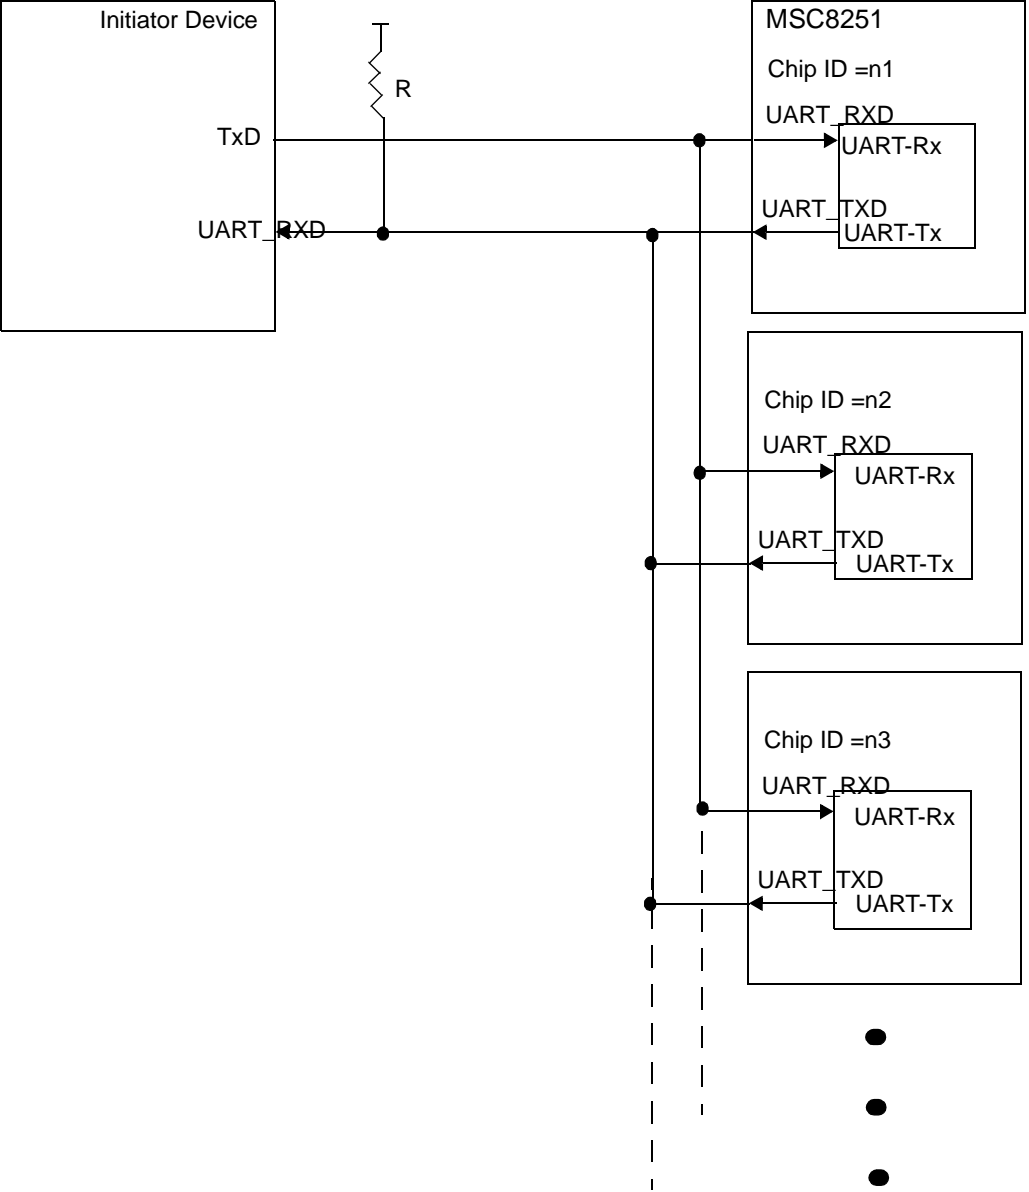 Initiator Device
MSC8251
Chip ID =n1
R
UART_RXD
TxD
UART-Rx
UART_TXD
UART_RXD
UART-Tx
Chip ID =n2
UART_RXD
UART-Rx
UART_TXD
UART-Tx
Chip ID =n3
UART_RXD
UART-Rx
UART_TXD
UART-Tx